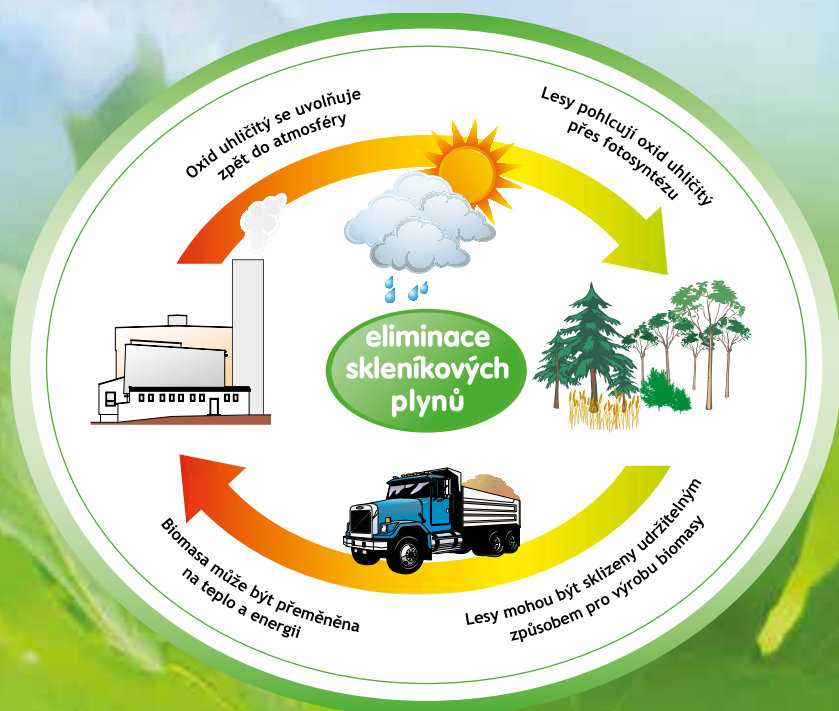 Oxid uhličitý se uvolňuje
zpět do atmosféry
Lesy pohlcují oxid uhličitý
přes fotosyntézu
eliminace
skleníkových
plynů
Biomasa může být přeměněna
na teplo a energii
Lesy mohou být sklizeny udržitelným
způsobem pro výrobu biomasy